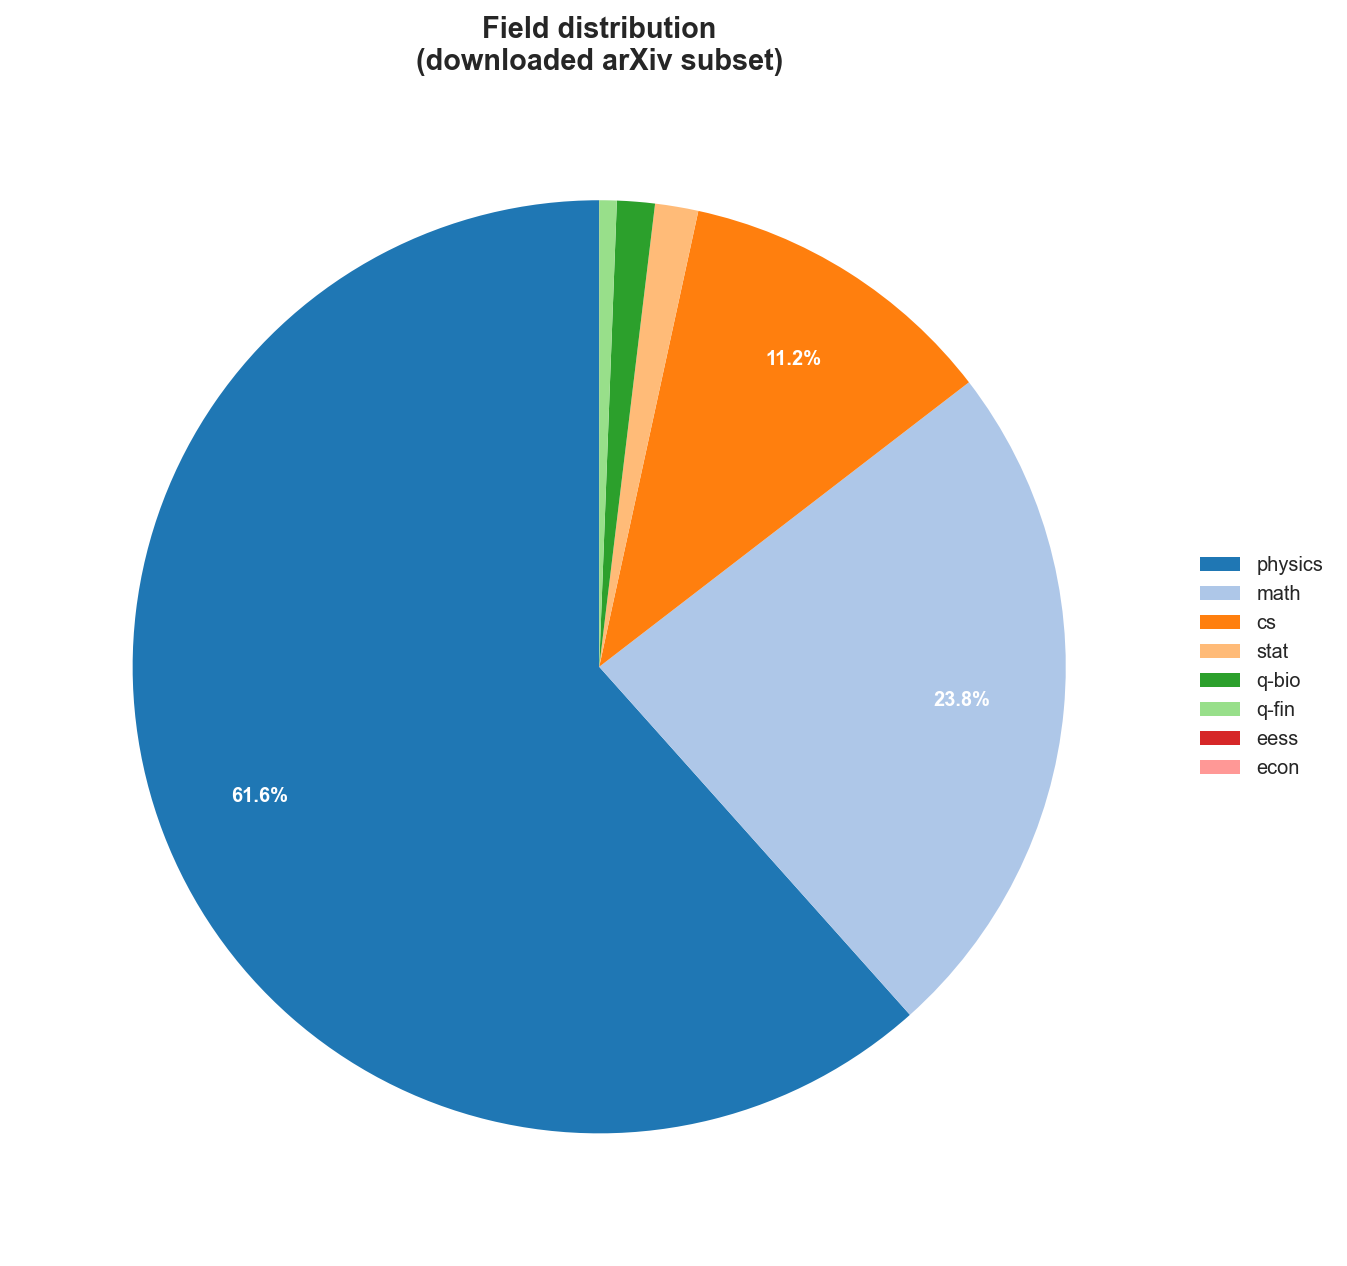 Field distribution
(downloaded arXiv subset)
11.2%
23.8%
61.6%
physics
math
cs
stat
q-bio
q-fin
eess
econ